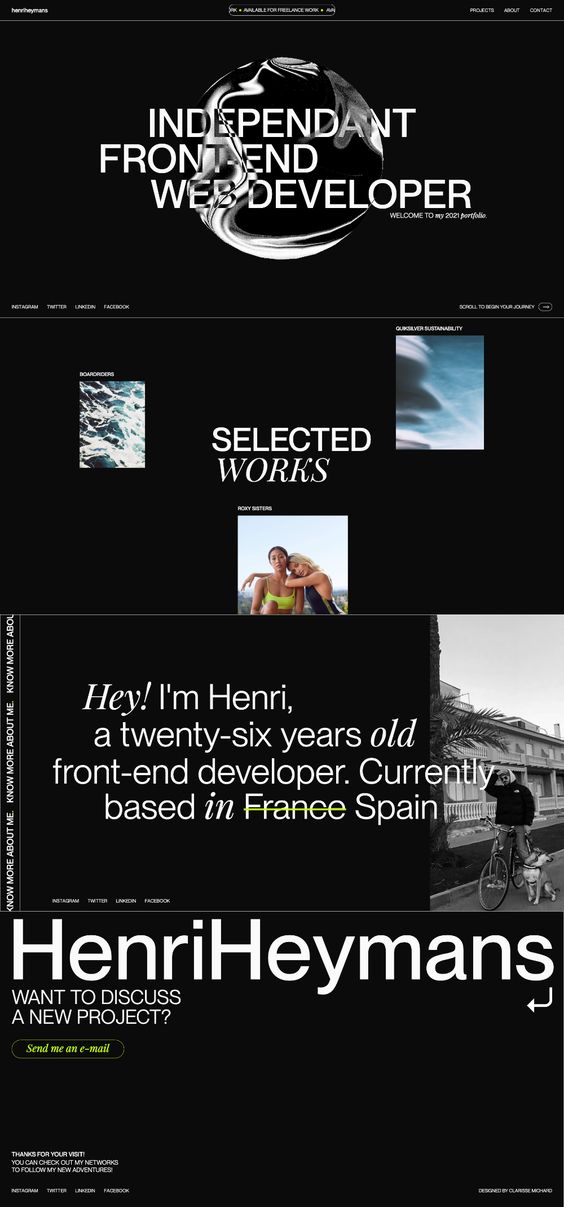 henriheymans
RK • AVAILABLE FOR FREELANCE WORK • AVA
PROJECTS ABOUT CONTACT
INDEPENDANT
FRONT-END
WEB DEVELOPER
WELCOME TO my 2021 portfolio.
INSTAGRAM TWITTER LINKEDIN FACEBOOK
SCROLL TO BEGIN YOUR JOURNEY
QUIKSILVER SUSTAINABILITY
BOARDRIDERS
SELECTED
WORKS
ROXY SISTERS
KNOW MORE ABOUT ME. KNOW MORE ABOUT ME. KNOW MORE ABOU
Hey! I'm Henri,
a twenty-six years old
front-end developer. Currently
based in France Spain
INSTAGRAM TWITTER LINKEDIN FACEBOOK
HenriHeymans
WANT TO DISCUSS
A NEW PROJECT?
Send me an e-mail
THANKS FOR YOUR VISIT!
YOU CAN CHECK OUT MY NETWORKS
TO FOLLOW MY NEW ADVENTURES!
INSTAGRAM TWITTER LINKEDIN FACEBOOK
DESIGNED BY CLARISSE MICHARD